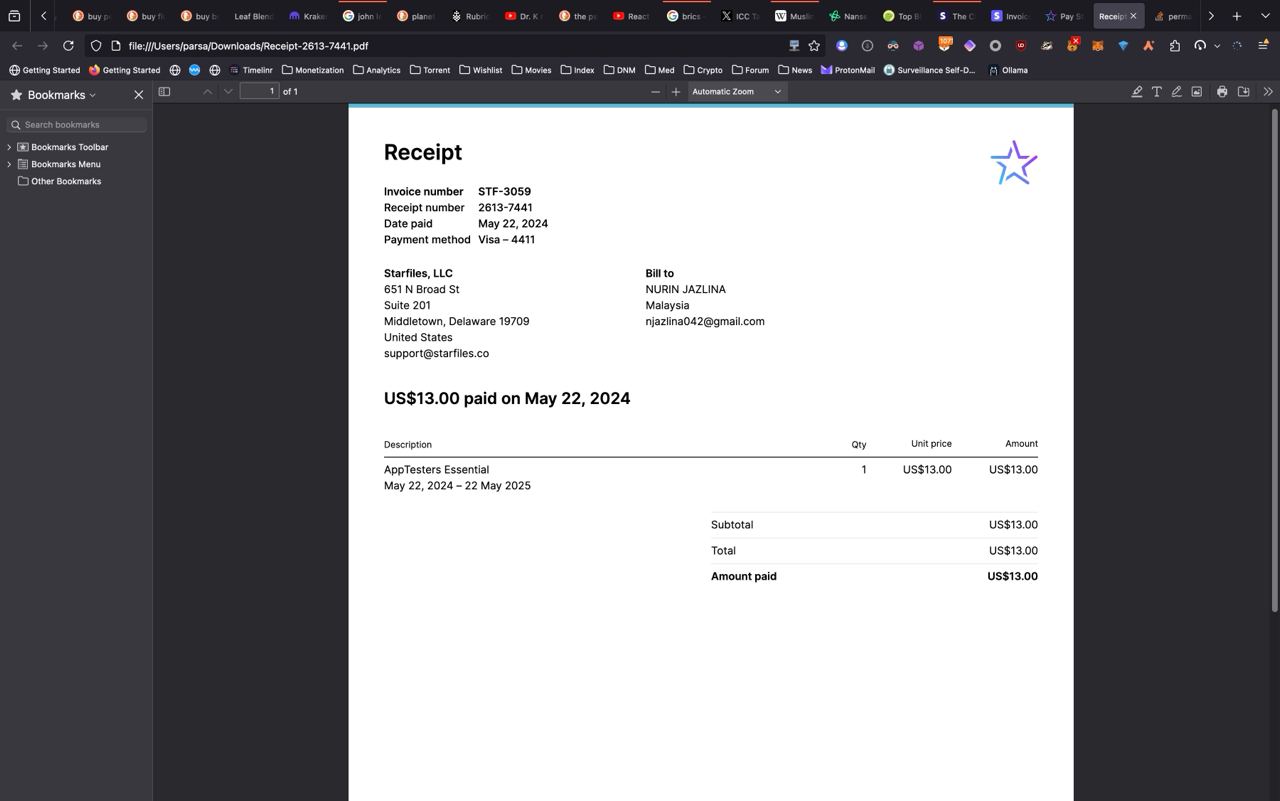 buy p
buy fl
buy b
Leaf Blend
Krake
john l
planet
Rubric
Dr. K r
the p
React
brics -
ICC Ta
Muslin
Nanse
Top Bl
The C
Invoic
Pay St
Receipt
perma
file:///Users/parsa/Downloads/Receipt-2613-7441.pdf
107
Getting Started
Getting Started
Timelinr
Monetization
Analytics
Torrent
Wishlist
Movies
Index
DNM
Med
Crypto
Forum
News
ProtonMail
Surveillance Self-D...
Ollama
Bookmarks
1 of 1
Automatic Zoom
Search bookmarks
Bookmarks Toolbar
Bookmarks Menu
Other Bookmarks
Receipt
Invoice number STF-3059
Receipt number 2613-7441
Date paid May 22, 2024
Payment method Visa – 4411
Starfiles, LLC
651 N Broad St
Suite 201
Middletown, Delaware 19709
United States
support@starfiles.co
Bill to
NURIN JAZLINA
Malaysia
njazlina042@gmail.com
US$13.00 paid on May 22, 2024
Description Qty Unit price Amount
AppTesters Essential 1 US$13.00 US$13.00
May 22, 2024 – 22 May 2025
Subtotal US$13.00
Total US$13.00
Amount paid US$13.00